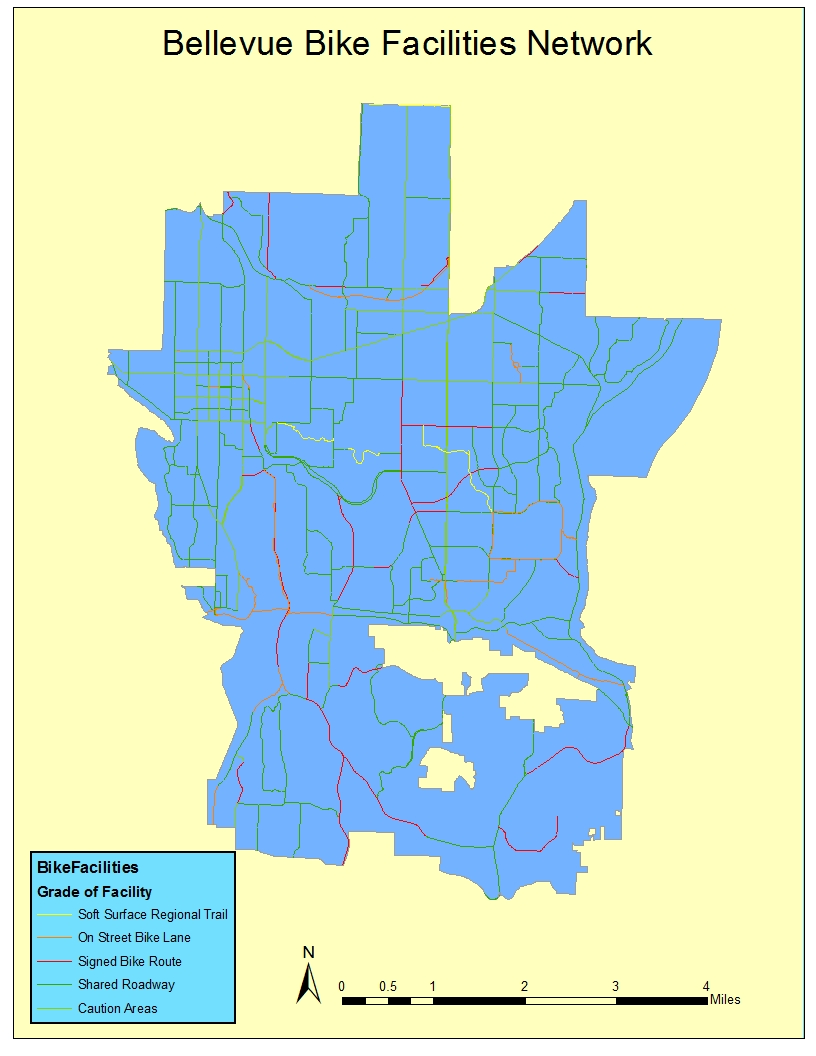 Bellevue Bike Facilities Network
BikeFacilities
Grade of Facility
Soft Surface Regional Trail
On Street Bike Lane
Signed Bike Route
Shared Roadway
Caution Areas
N
0 0.5 1 2 3 4
Miles